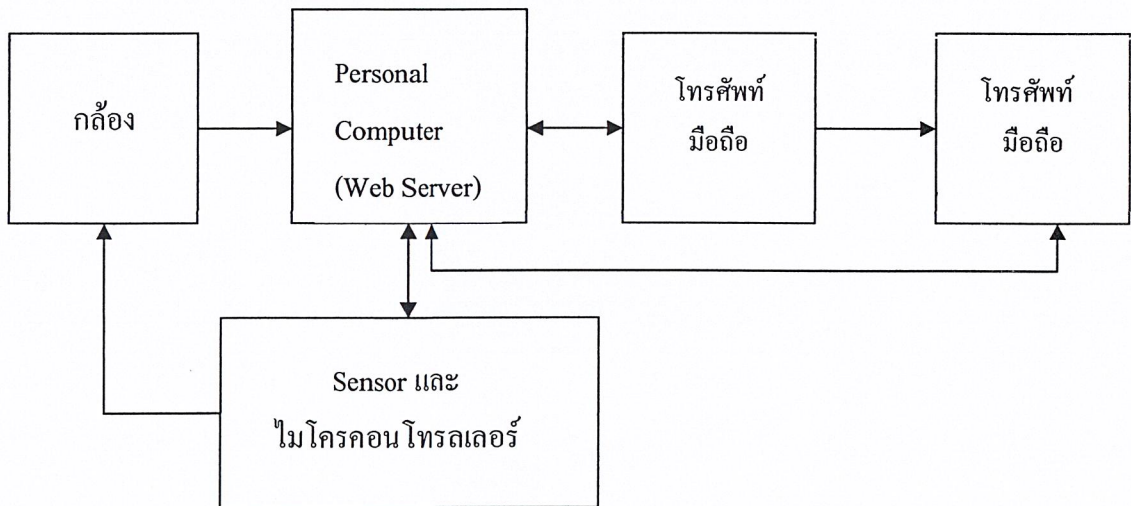 กล้อง
Personal
Computer
(Web Server)
โทรศัพท์
มือถือ
โทรศัพท์
มือถือ
Sensor และ
ไมโครคอนโทรลเลอร์